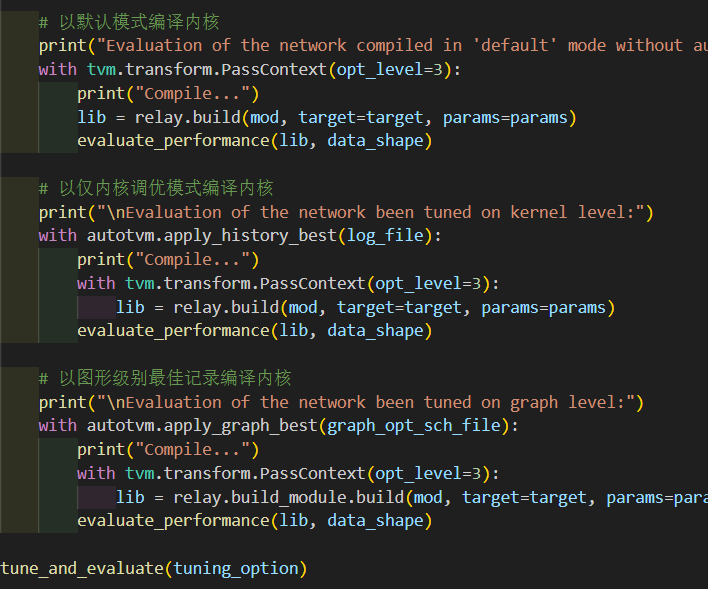 # 以默认模式编译内核
print("Evaluation of the network compiled in 'default' mode without au
with tvm.transform.PassContext(opt_level=3):
print("Compile...")
lib = relay.build(mod, target=target, params=params)
evaluate_performance(lib, data_shape)
# 以仅内核调优模式编译内核
print("\nEvaluation of the network been tuned on kernel level:")
with autotvm.apply_history_best(log_file):
print("Compile...")
with tvm.transform.PassContext(opt_level=3):
lib = relay.build(mod, target=target, params=params)
evaluate_performance(lib, data_shape)
# 以图形级别最佳记录编译内核
print("\nEvaluation of the network been tuned on graph level:")
with autotvm.apply_graph_best(graph_opt_sch_file):
print("Compile...")
with tvm.transform.PassContext(opt_level=3):
lib = relay.build_module.build(mod, target=target, params=para
evaluate_performance(lib, data_shape)
tune_and_evaluate(tuning_option)